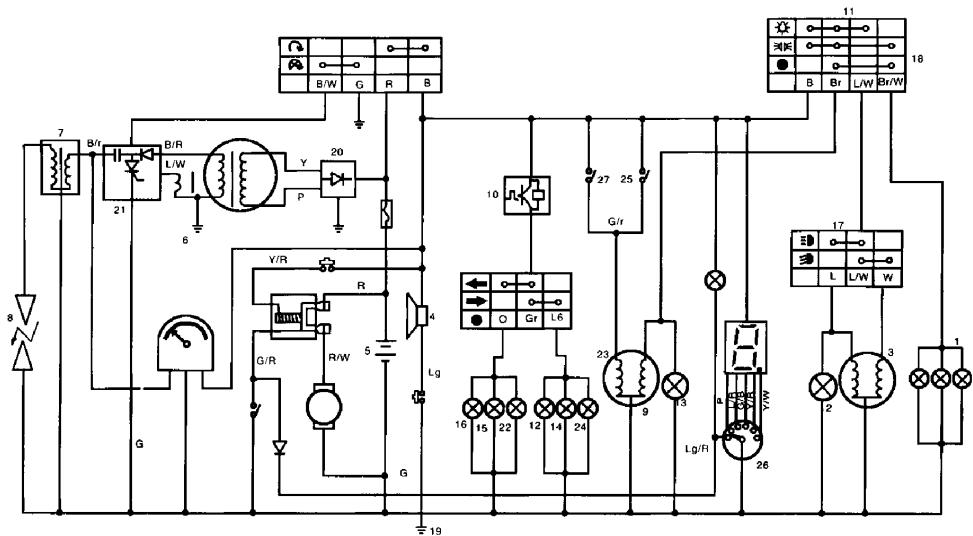 11
18
B/W G R B
B Br L/W Br/W
7
B/r
B/R
L/W
Y
P
20
21
6
10
27 25
G/r
17
L L/W W
Y/R
R
O Gr L6
8
4
5
G/R
R/W
Lg
23
9
13
3
2
1
16 15 22 12 14 24
P
L/R
G/B
Y/R
Y/W
Lg/R
26
G
G
19